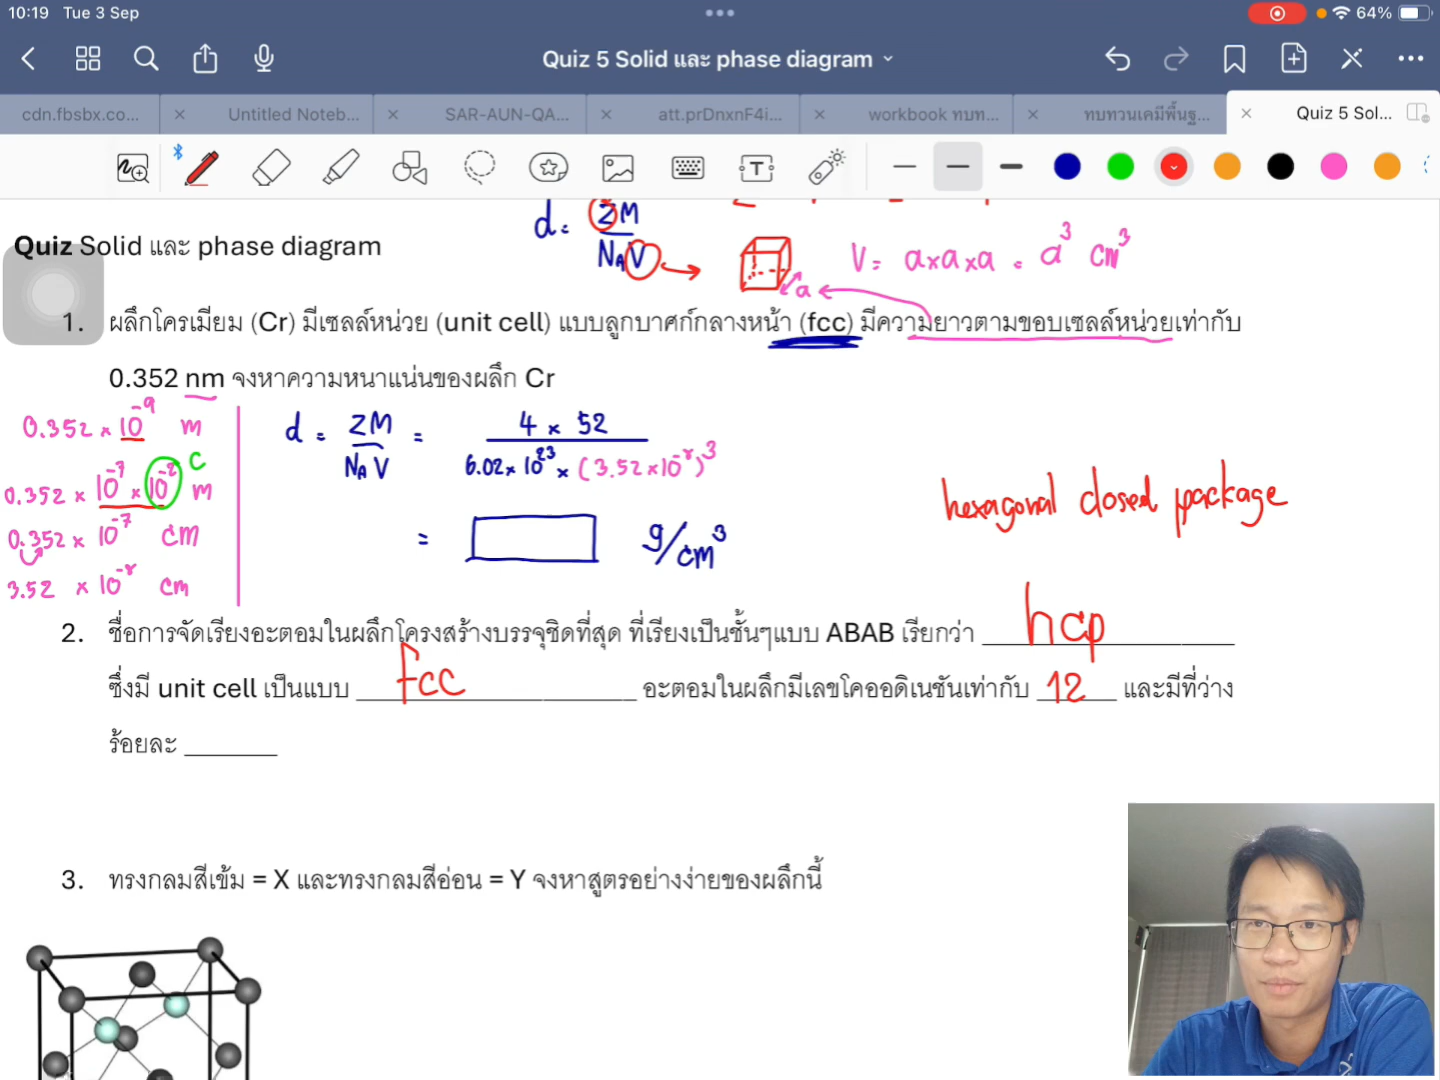 10:19 Tue 3 Sep
64%
Quiz 5 Solid และ phase diagram
cdn.fbsbx.co...
Untitled Noteb...
SAR-AUN-QA...
att.prDnxnF4i...
workbook ทบท...
ทบทวนเคมีพื้นฐ...
Quiz 5 Sol...
d = ZM
N_A V
V = a×a×a = a³ cm³
a
Quiz Solid และ phase diagram
1. ผลึกโครเมียม (Cr) มีเซลล์หน่วย (unit cell) แบบลูกบาศก์กลางหน้า (fcc) มีความยาวตามขอบเซลล์หน่วยเท่ากับ
0.352 nm จงหาความหนาแน่นของผลึก Cr
0.352 × 10⁻⁹ m
0.352 × 10⁻⁷ × 10⁻² m
c
0.352 × 10⁻⁷ cm
3.52 × 10⁻⁸ cm
d = ZM = 4 × 52
N_A V 6.02 × 10²³ × (3.52×10⁻⁸)³
= g/cm³
hexagonal closed package
2. ชื่อการจัดเรียงอะตอมในผลึกโครงสร้างบรรจุชิดที่สุด ที่เรียงเป็นชั้นๆแบบ ABAB เรียกว่า hcp
ซึ่งมี unit cell เป็นแบบ fcc อะตอมในผลึกมีเลขโคออดิเนชันเท่ากับ 12 และมีที่ว่าง
ร้อยละ
3. ทรงกลมสีเข้ม = X และทรงกลมสีอ่อน = Y จงหาสูตรอย่างง่ายของผลึกนี้